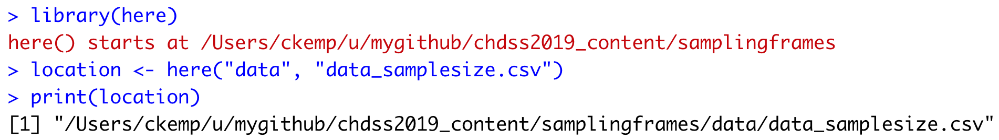 > library(here)
here() starts at /Users/ckemp/u/mygithub/chdss2019_content/samplingframes
> location <- here("data", "data_samplesize.csv")
> print(location)
[1] "/Users/ckemp/u/mygithub/chdss2019_content/samplingframes/data/data_samplesize.csv"